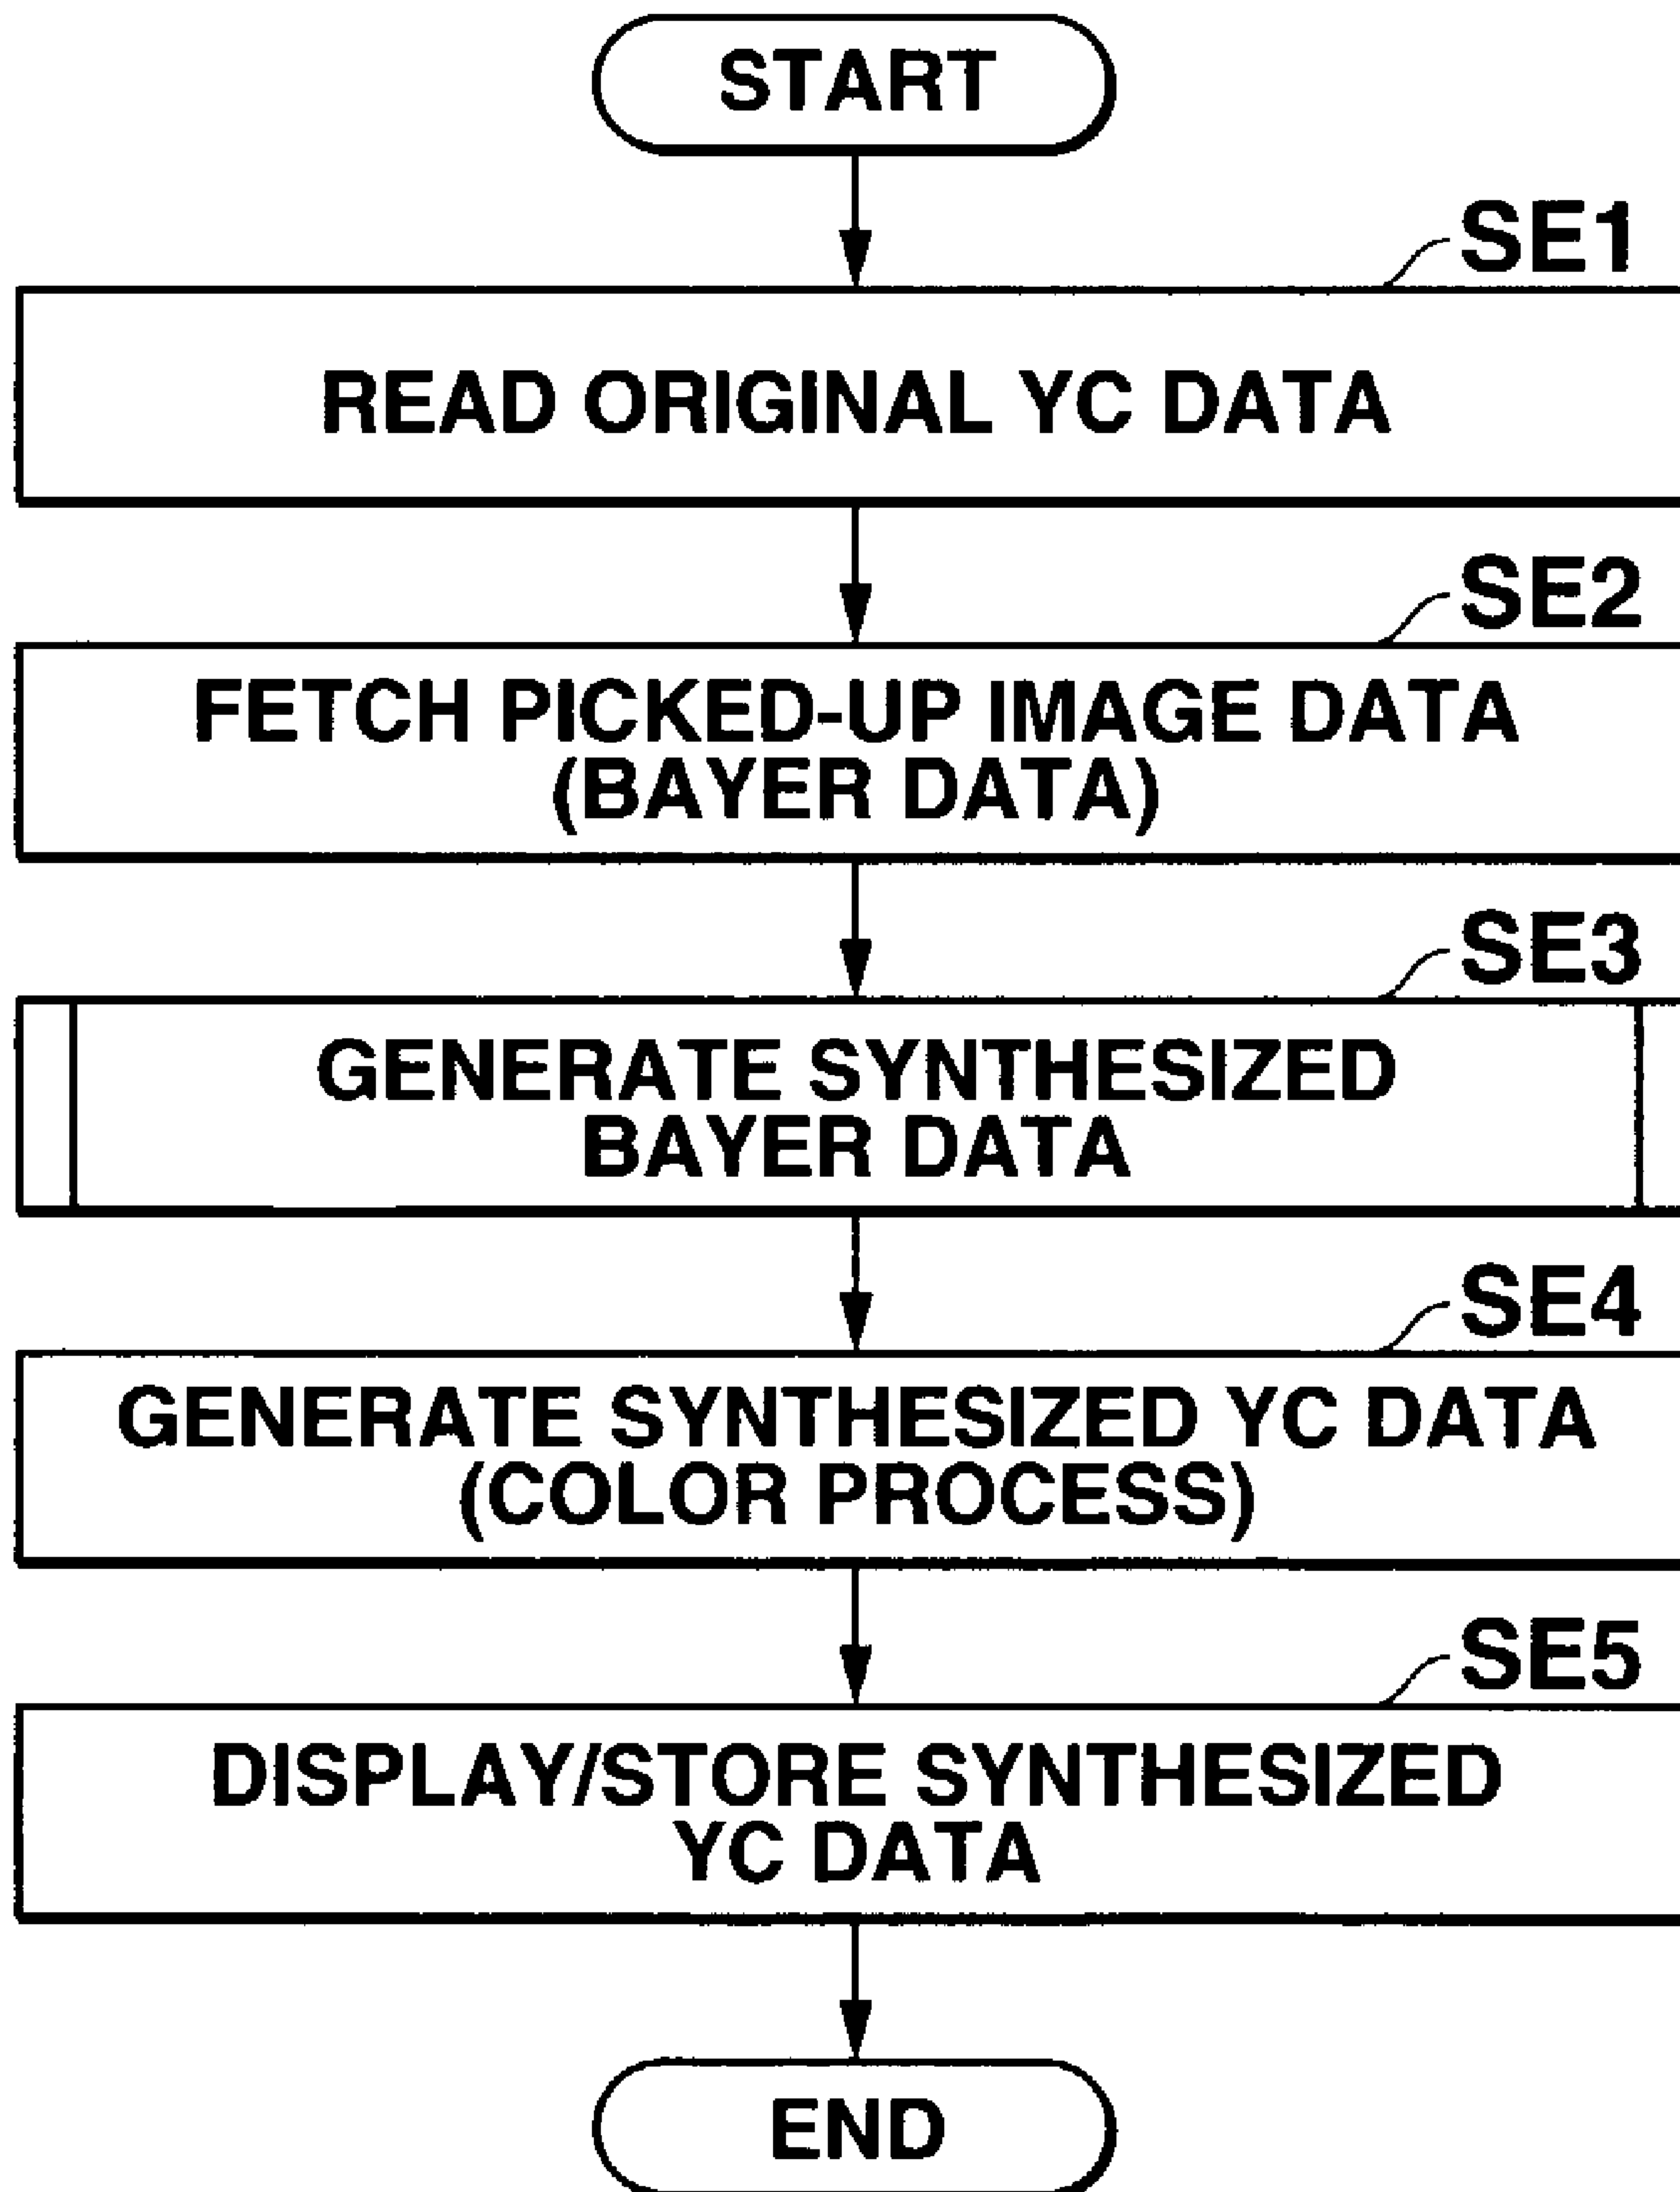 START
SE1
READ ORIGINAL YC DATA
SE2
FETCH PICKED-UP IMAGE DATA
(BAYER DATA)
SE3
GENERATE SYNTHESIZED
BAYER DATA
SE4
GENERATE SYNTHESIZED YC DATA
(COLOR PROCESS)
SE5
DISPLAY/STORE SYNTHESIZED
YC DATA
END